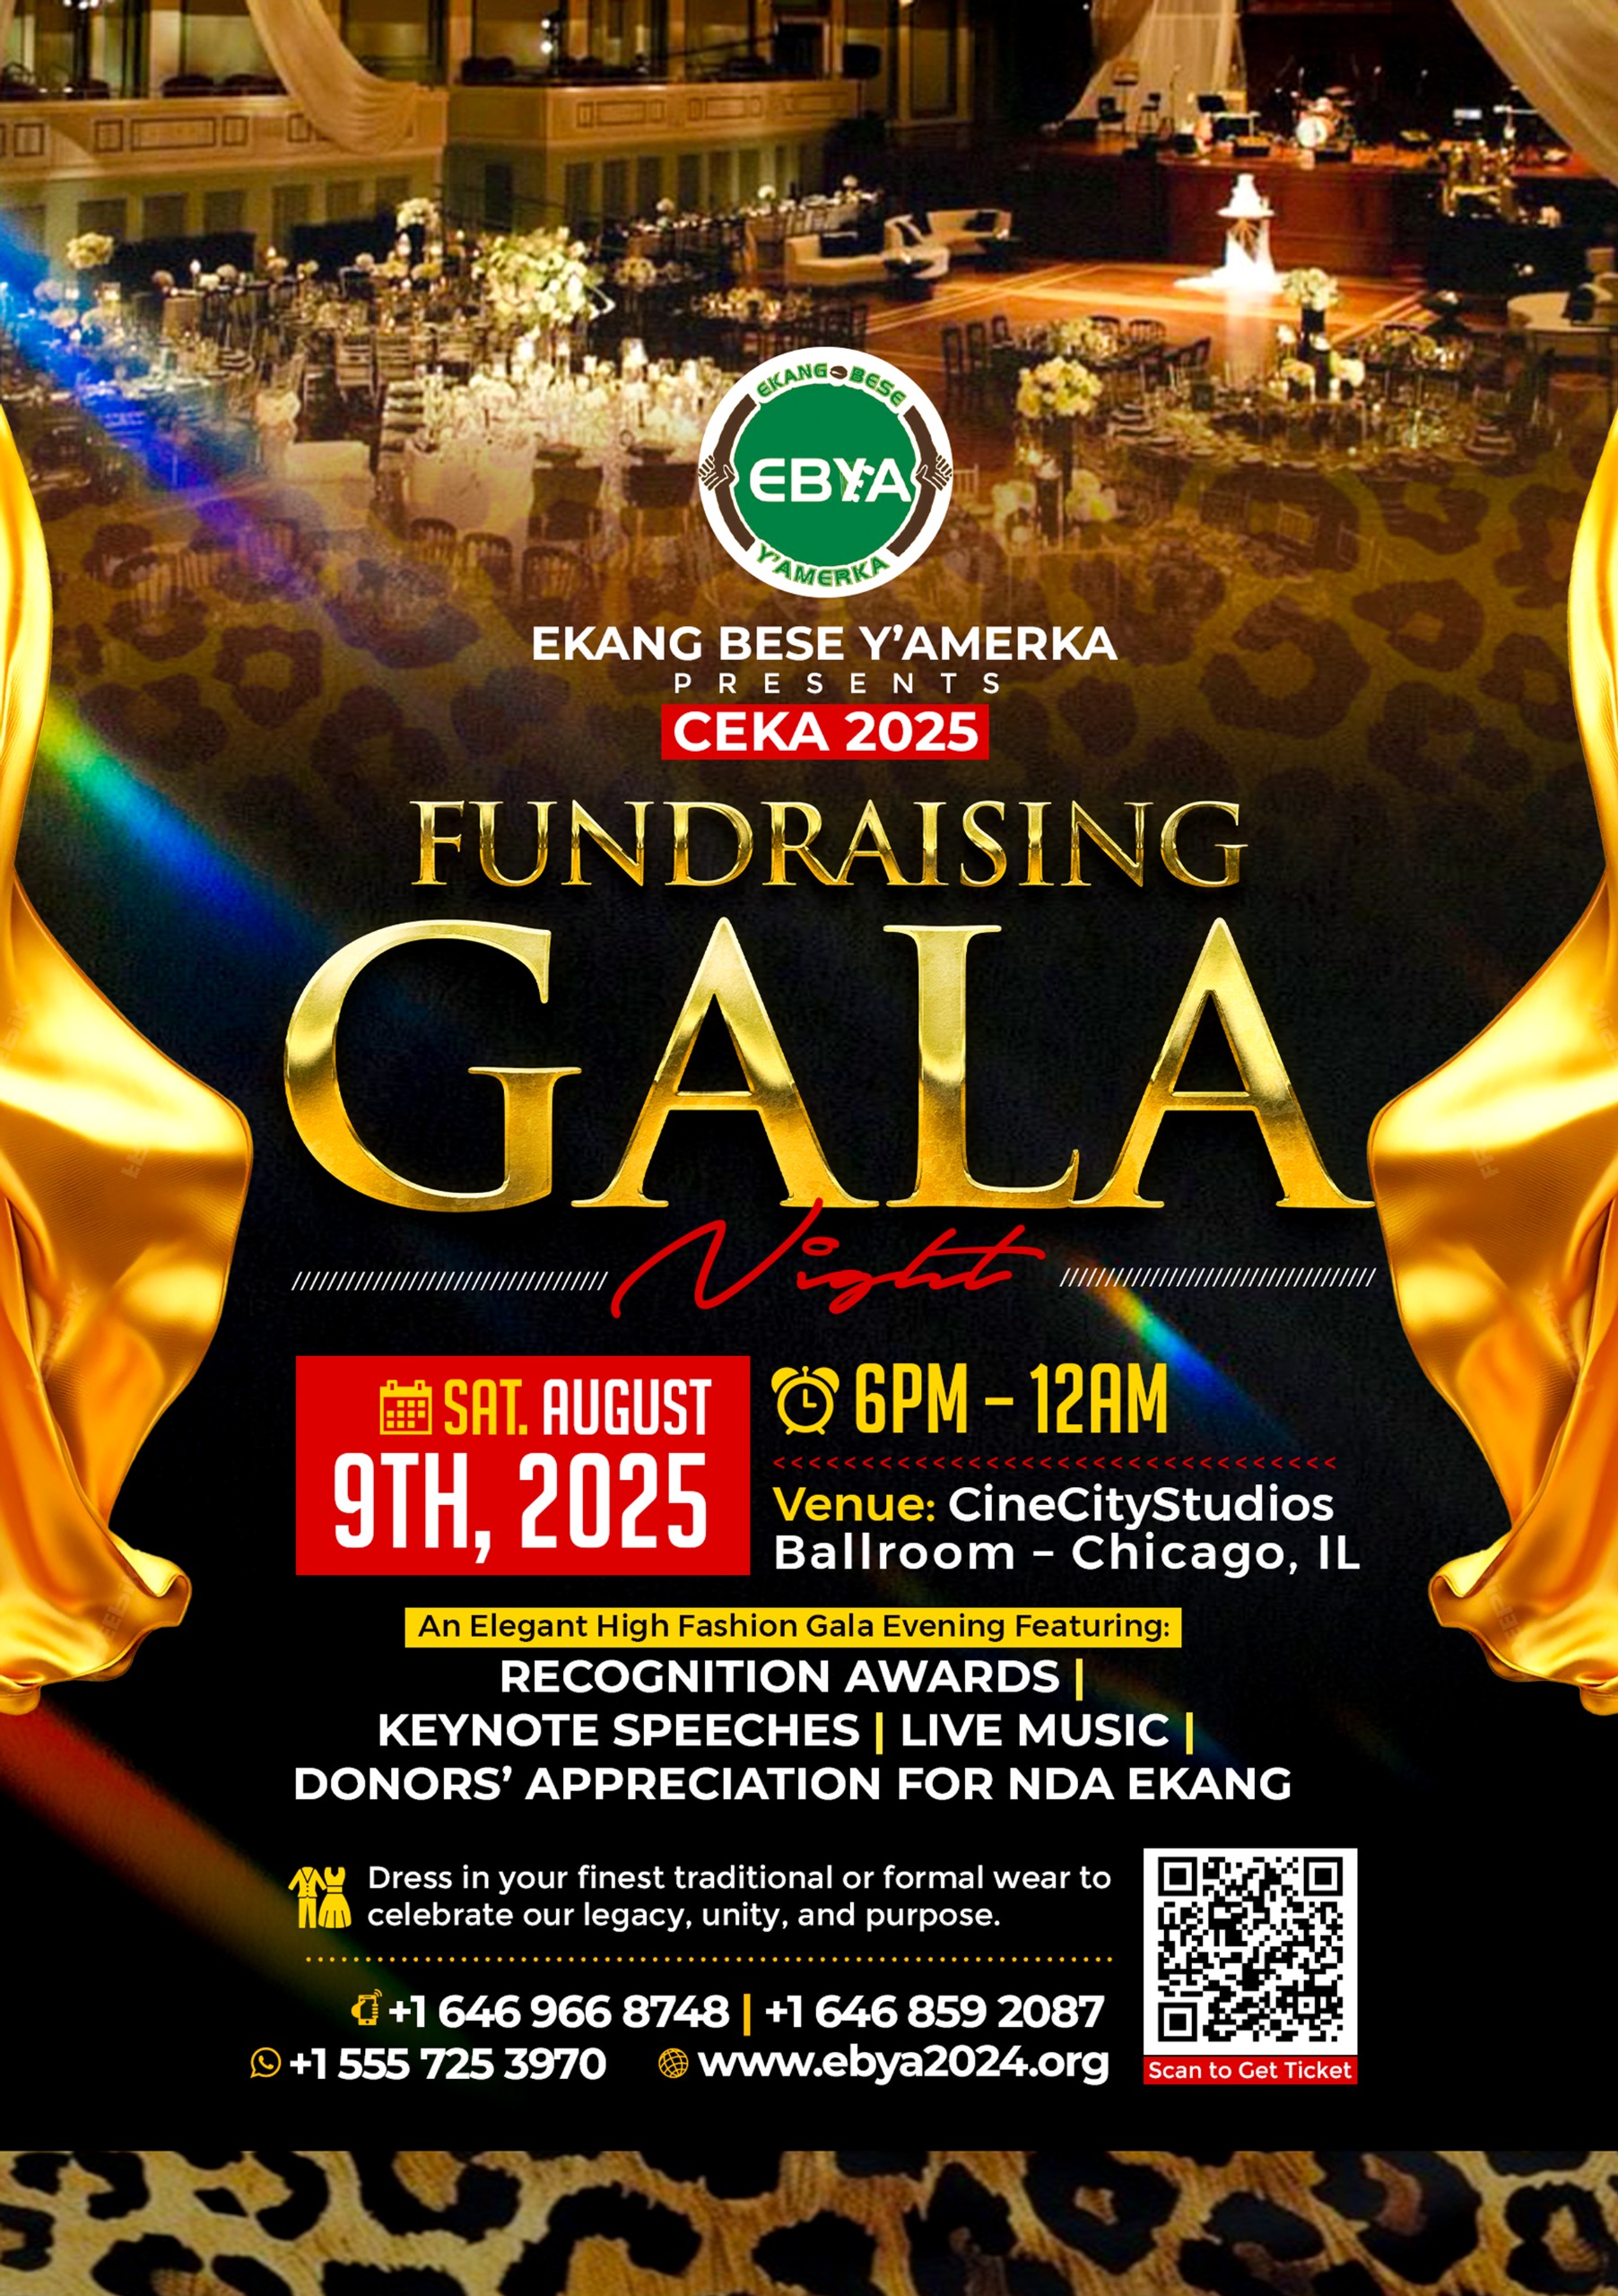 EKANG BESE
EBYA
Y'AMERKA
EKANG BESE Y'AMERKA
PRESENTS
CEKA 2025
FUNDRAISING
GALA
Night
SAT. AUGUST
9TH, 2025
6PM – 12AM
Venue: CineCityStudios
Ballroom – Chicago, IL
An Elegant High Fashion Gala Evening Featuring:
RECOGNITION AWARDS |
KEYNOTE SPEECHES | LIVE MUSIC |
DONORS' APPRECIATION FOR NDA EKANG
Dress in your finest traditional or formal wear to
celebrate our legacy, unity, and purpose.
+1 646 966 8748 | +1 646 859 2087
+1 555 725 3970 www.ebya2024.org
Scan to Get Ticket